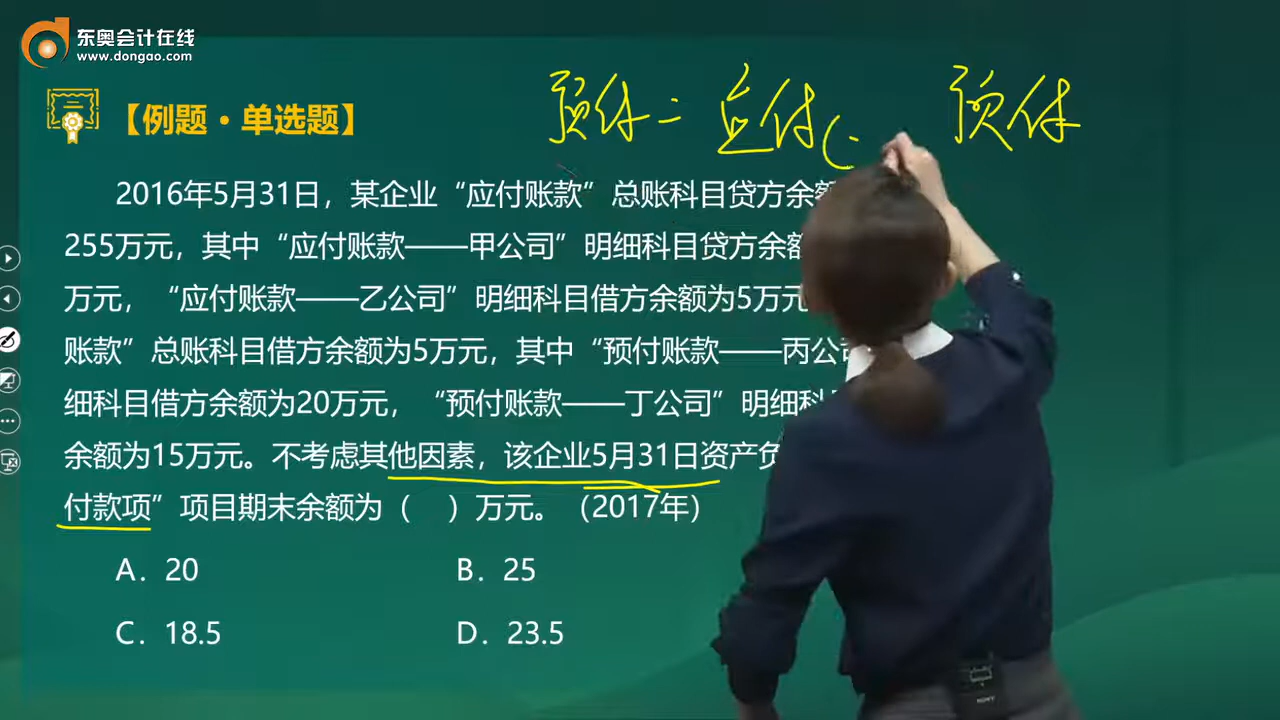 东奥会计在线
www.dongao.com
预付=应付(- 预付
【例题·单选题】
2016年5月31日，某企业“应付账款”总账科目贷方余
255万元，其中“应付账款——甲公司”明细科目贷方余
万元，“应付账款——乙公司”明细科目借方余额为5万元
账款”总账科目借方余额为5万元，其中“预付账款——丙公
细科目借方余额为20万元，“预付账款——丁公司”明细科
余额为15万元。不考虑其他因素，该企业5月31日资产
付款项”项目期末余额为（ ）万元。（2017年）
A．20 B．25
C．18.5 D．23.5